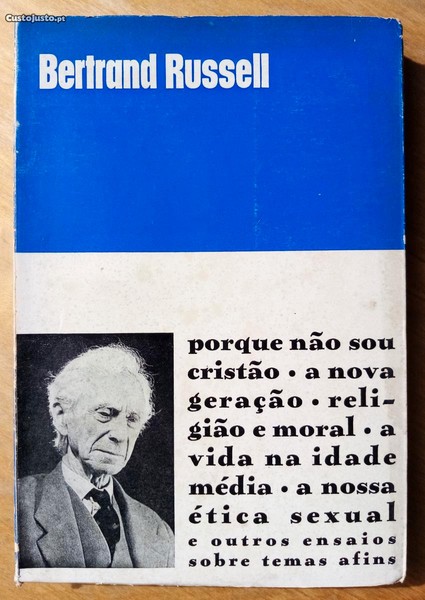 CustoJusto.pt
Bertrand Russell
porque não sou
cristão • a nova
geração • reli-
gião e moral • a
vida na idade
média • a nossa
ética sexual
e outros ensaios
sobre temas afins